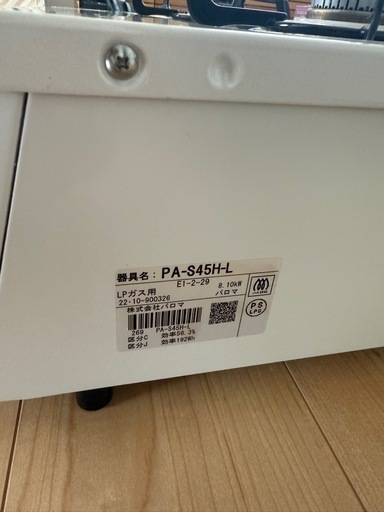 器具名: PA-S45H-L
E1-2-29
LPガス用 8.10kW
22・10-900326 パロマ
株式会社パロマ
269 PA-S45H-L
区分C 効率56.3%
区分J 効率192Wh
PS
LPG